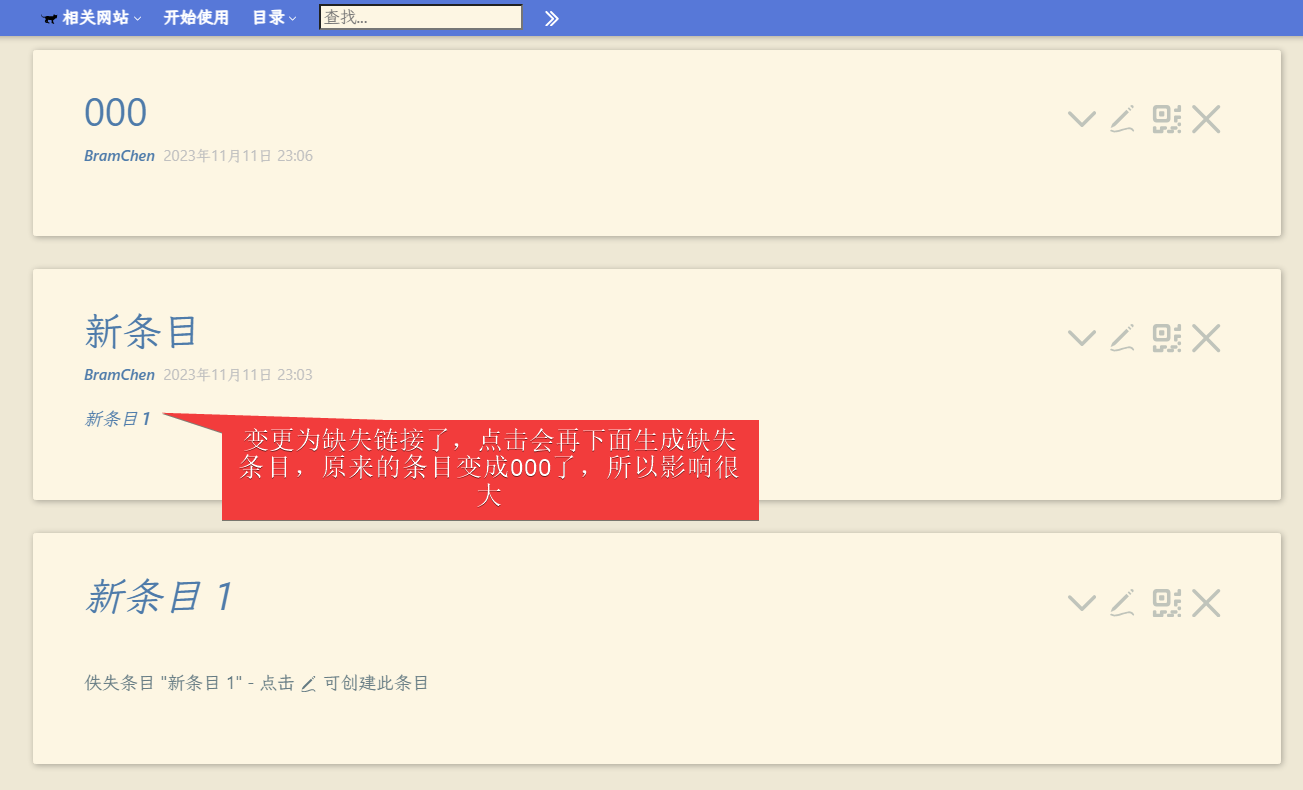 相关网站 开始使用 目录 查找...
000
BramChen 2023年11月11日 23:06
新条目
BramChen 2023年11月11日 23:03
新条目 1
变更为缺失链接了，点击会再下面生成缺失
条目，原来的条目变成000了，所以影响很
大
新条目 1
佚失条目 "新条目 1" - 点击 可创建此条目